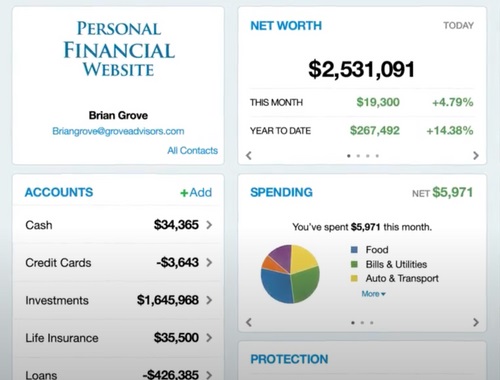 PERSONAL
FINANCIAL
WEBSITE
Brian Grove
Briangrove@groveadvisors.com
All Contacts
NET WORTH TODAY
$2,531,091
THIS MONTH $19,300 +4.79%
YEAR TO DATE $267,492 +14.38%
ACCOUNTS +Add
Cash $34,365
Credit Cards -$3,643
Investments $1,645,968
Life Insurance $35,500
Loans -$426,385
SPENDING NET $5,971
You've spent $5,971 this month.
Food
Bills & Utilities
Auto & Transport
More
PROTECTION